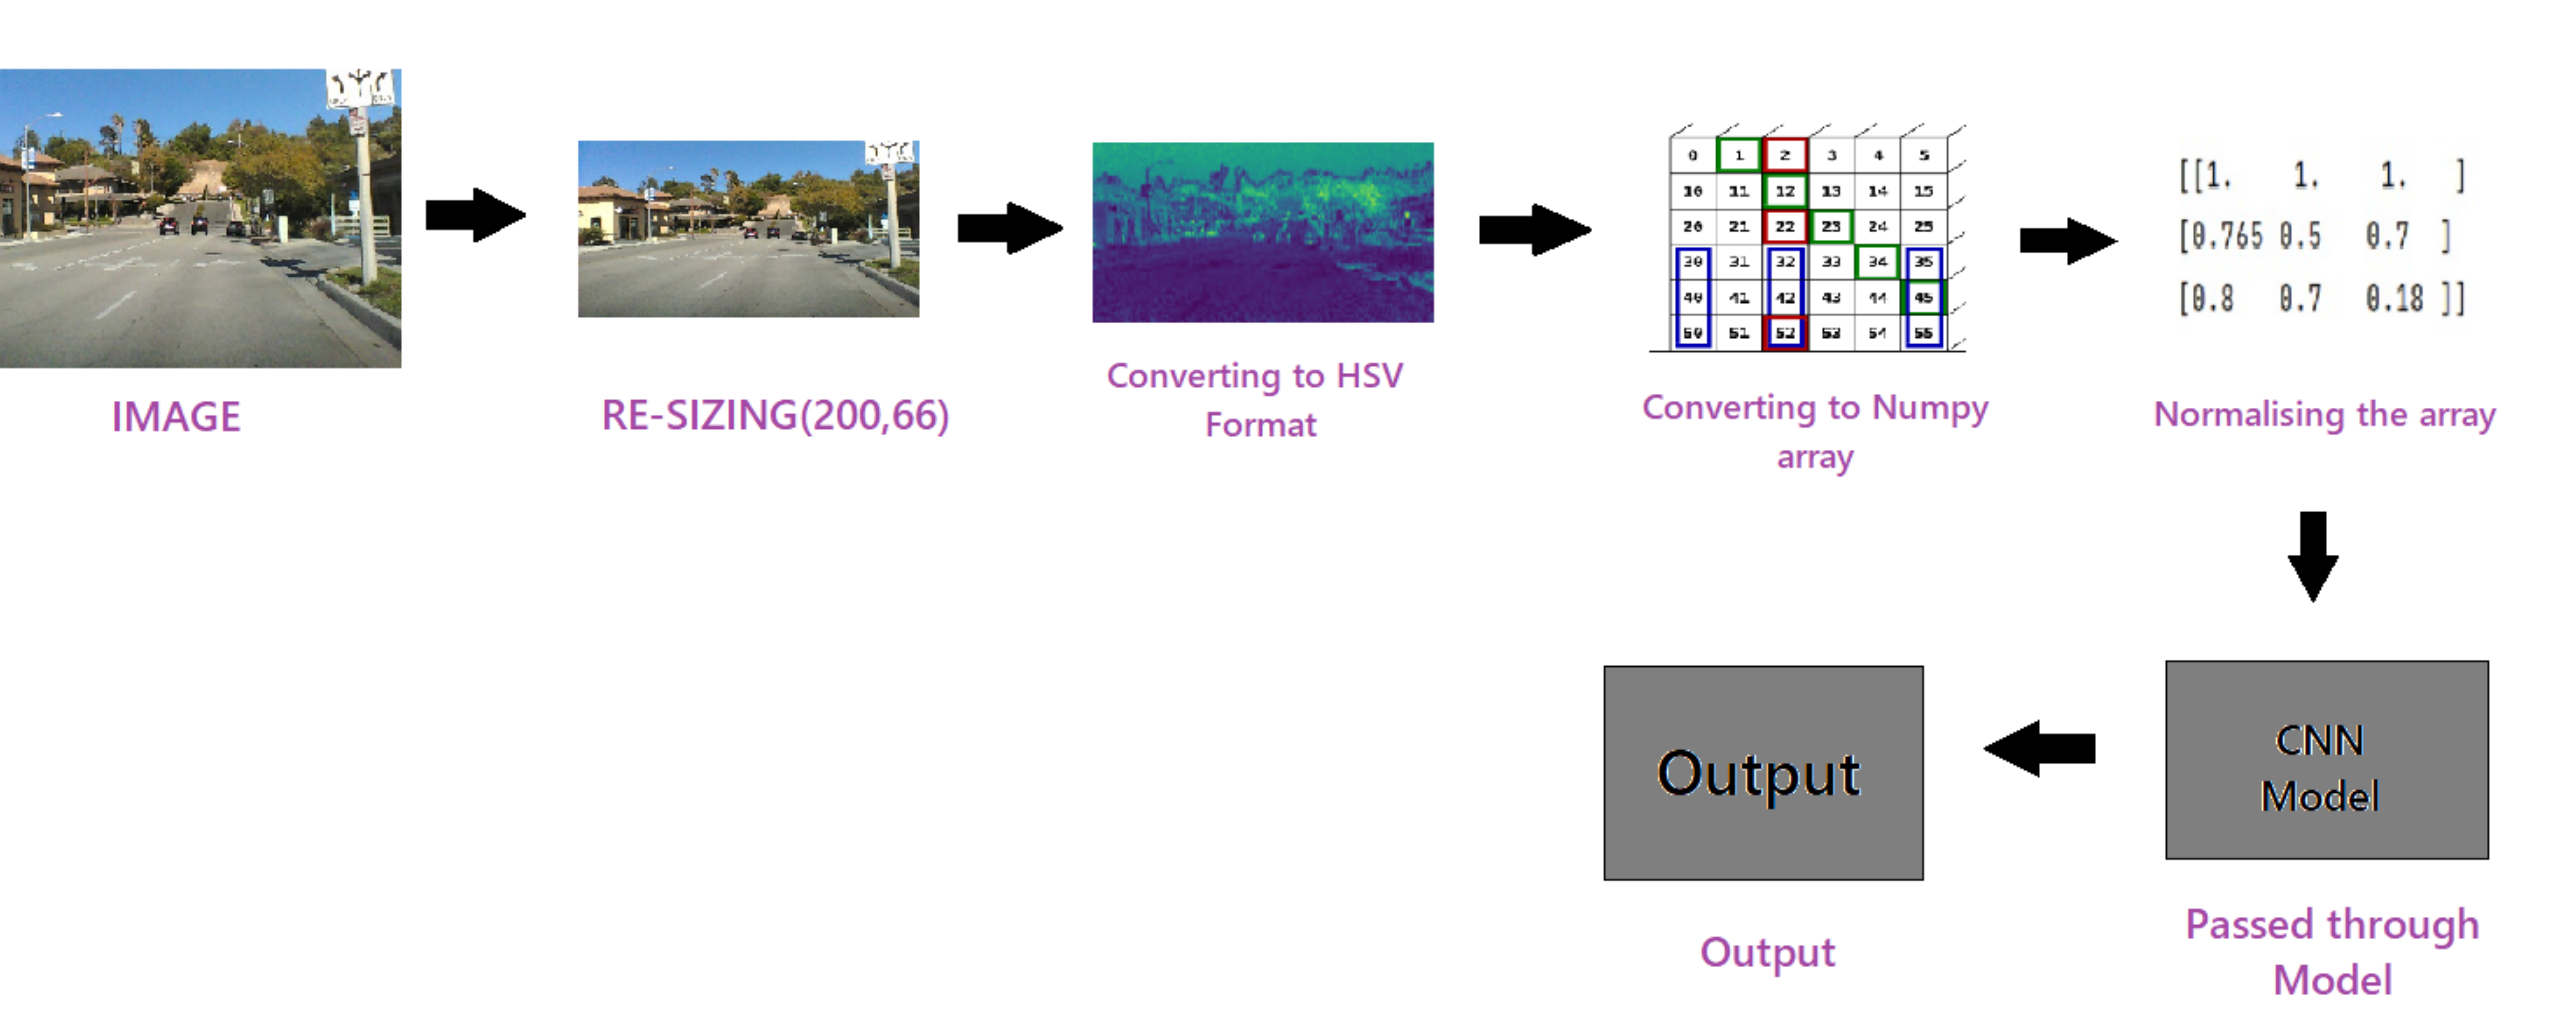 IMAGE
RE-SIZING(200,66)
Converting to HSV
Format
0 1 2 3 4 5
10 11 12 13 14 15
20 21 22 23 24 25
30 31 32 33 34 35
40 41 42 43 44 45
50 51 52 53 54 55
Converting to Numpy
array
[[1. 1. 1. ]
[0.765 0.5 0.7 ]
[0.8 0.7 0.18 ]]
Normalising the array
CNN
Model
Passed through
Model
Output
Output